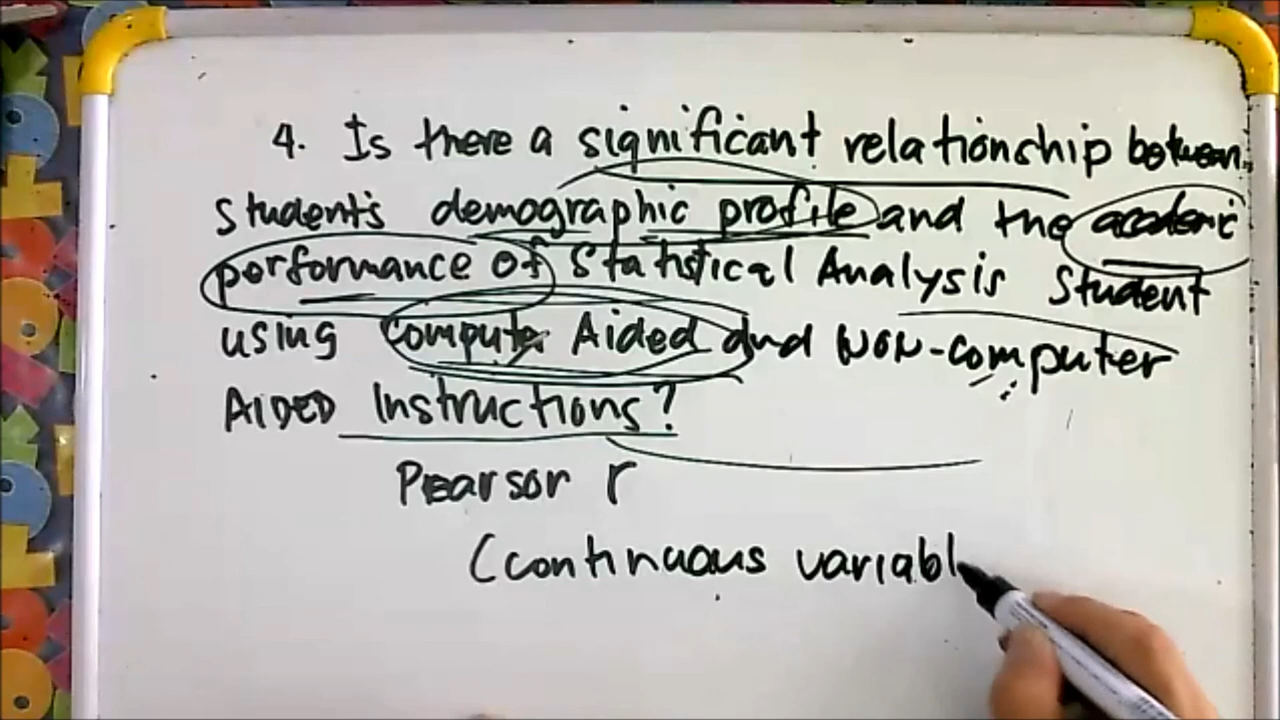 4. Is there a significant relationship between
Student's demographic profile and the academic
performance of Statistical Analysis Student
using Computer Aided and NON-computer
AIDED Instructions?
Pearson r
(continuous variabl